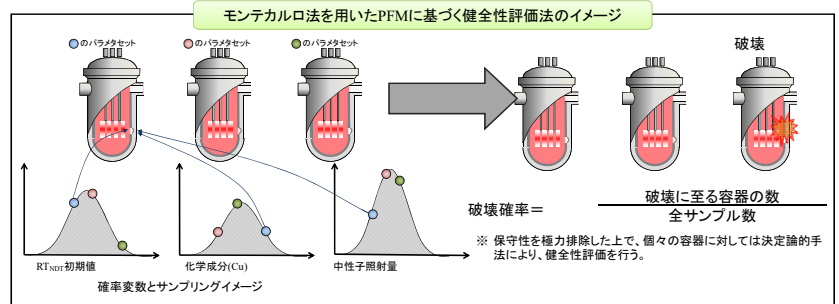 モンテカルロ法を用いたPFMに基づく健全性評価法のイメージ
のパラメタセット
のパラメタセット
のパラメタセット
破壊
破壊確率＝
破壊に至る容器の数
全サンプル数
※ 保守性を極力排除した上で、個々の容器に対しては決定論的手
法により、健全性評価を行う。
RTNDT初期値
化学成分(Cu)
中性子照射量
確率変数とサンプリングイメージ